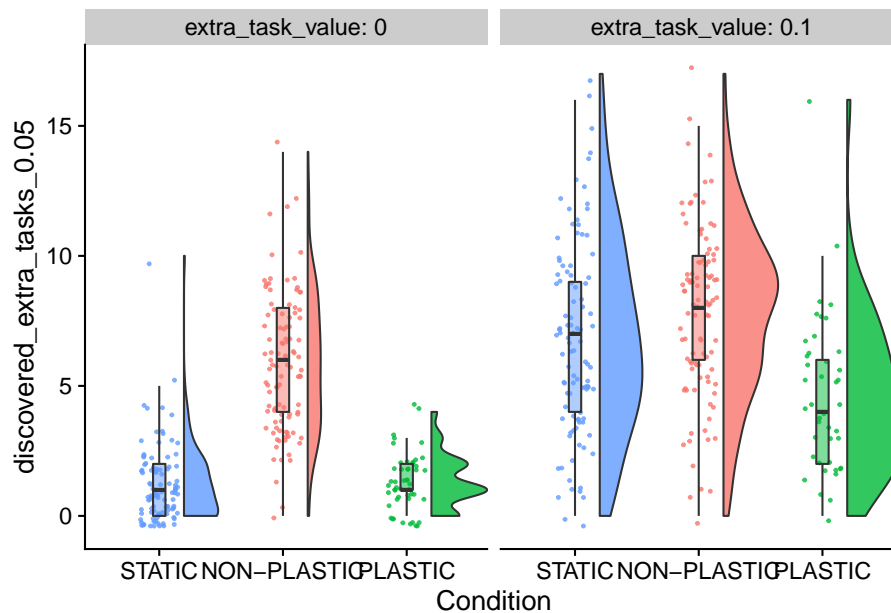 extra_task_value: 0
extra_task_value: 0.1
discovered_extra_tasks_0.05
15
10
5
0
STATIC NON−PLASTIC PLASTIC
STATIC NON−PLASTIC PLASTIC
Condition